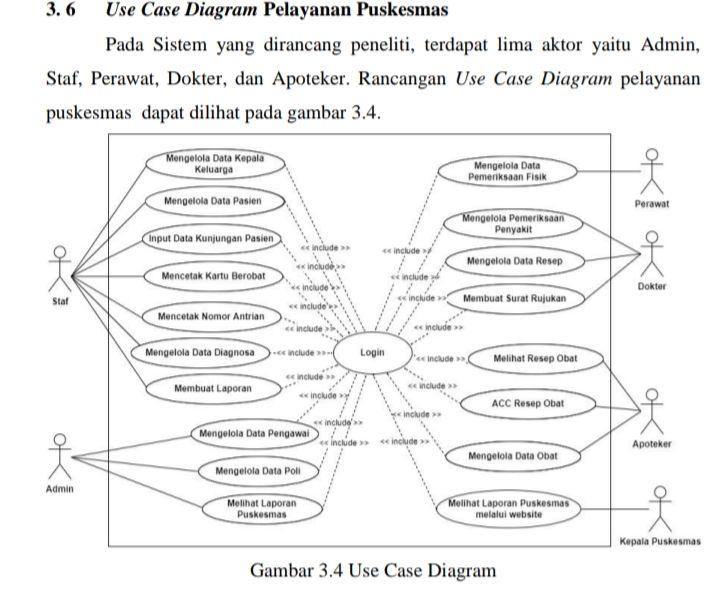 3. 6 Use Case Diagram Pelayanan Puskesmas
Pada Sistem yang dirancang peneliti, terdapat lima aktor yaitu Admin,
Staf, Perawat, Dokter, dan Apoteker. Rancangan Use Case Diagram pelayanan
puskesmas dapat dilihat pada gambar 3.4.
Mengelola Data Kepala
Keluarga
Mengelola Data Pasien
Input Data Kunjungan Pasien
Mencetak Kartu Berobat
Mencetak Nomor Antrian
Mengelola Data Diagnosa
Membuat Laporan
Staf
Mengelola Data Pengawai
Mengelola Data Poli
Melihat Laporan
Puskesmas
Admin
<< include >>
<< include >>
<< include >>
<< include >>
<< include >>
<< include >>
<< include >>
<< include >>
<< include >>
<< include >>
Login
<< include >>
<< include >>
<< include >>
<< include >>
<< include >>
<< include >>
<< include >>
<< include >>
Mengelola Data
Pemeriksaan Fisik
Perawat
Mengelola Pemeriksaan
Penyakit
Mengelola Data Resep
Membuat Surat Rujukan
Dokter
Melihat Resep Obat
ACC Resep Obat
Mengelola Data Obat
Apoteker
Melihat Laporan Puskesmas
melalui website
Kepala Puskesmas
Gambar 3.4 Use Case Diagram